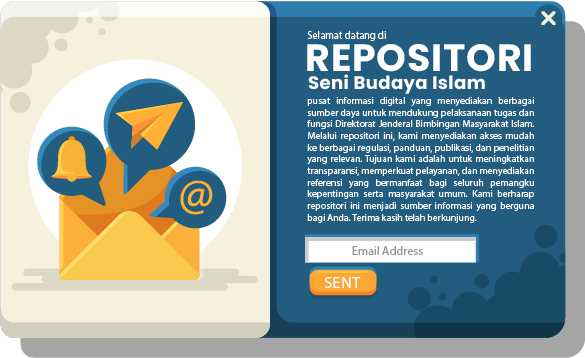 Selamat datang di
REPOSITORI
Seni Budaya Islam
pusat informasi digital yang menyediakan berbagai
sumber daya untuk mendukung pelaksanaan tugas dan
fungsi Direktorat Jenderal Bimbingan Masyarakat Islam.
Melalui repositori ini, kami menyediakan akses mudah
ke berbagai regulasi, panduan, publikasi, dan penelitian
yang relevan. Tujuan kami adalah untuk meningkatkan
transparansi, memperkuat pelayanan, dan menyediakan
referensi yang bermanfaat bagi seluruh pemangku
kepentingan serta masyarakat umum. Kami berharap
repositori ini menjadi sumber informasi yang berguna
bagi Anda. Terima kasih telah berkunjung.
@
Email Address
SENT